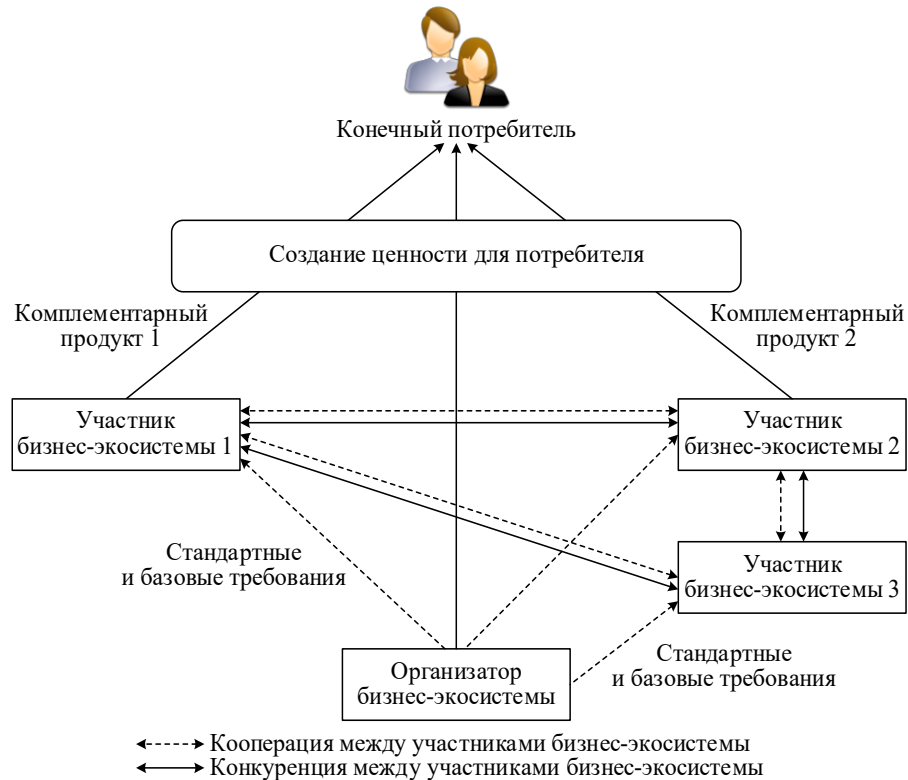 Конечный потребитель
Создание ценности для потребителя
Комплементарный
продукт 1
Комплементарный
продукт 2
Участник
бизнес-экосистемы 1
Участник
бизнес-экосистемы 2
Стандартные
и базовые требования
Участник
бизнес-экосистемы 3
Организатор
бизнес-экосистемы
Стандартные
и базовые требования
Кооперация между участниками бизнес-экосистемы
Конкуренция между участниками бизнес-экосистемы